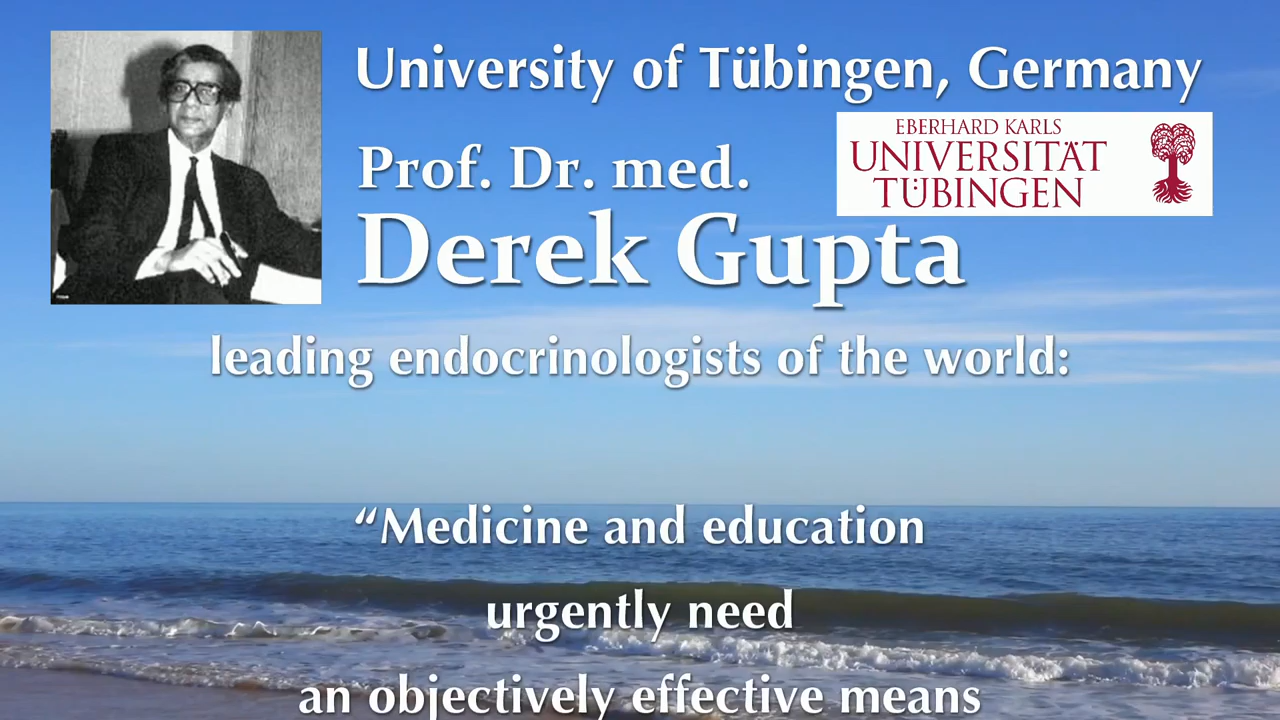 University of Tübingen, Germany
EBERHARD KARLS
UNIVERSITÄT
TÜBINGEN
Prof. Dr. med.
Derek Gupta
leading endocrinologists of the world:
“Medicine and education
urgently need
an objectively effective means